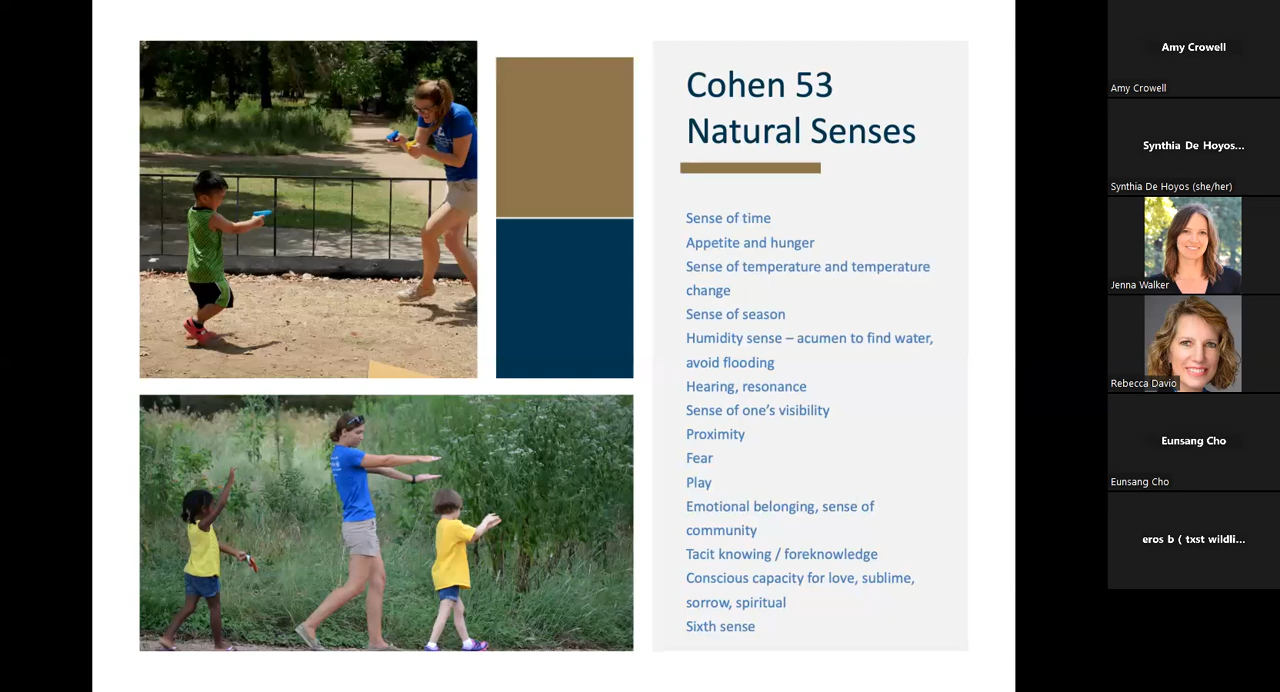 Cohen 53
Natural Senses
Sense of time
Appetite and hunger
Sense of temperature and temperature
change
Sense of season
Humidity sense – acumen to find water,
avoid flooding
Hearing, resonance
Sense of one's visibility
Proximity
Fear
Play
Emotional belonging, sense of
community
Tacit knowing / foreknowledge
Conscious capacity for love, sublime,
sorrow, spiritual
Sixth sense
Amy Crowell
Amy Crowell
Synthia De Hoyos...
Synthia De Hoyos (she/her)
Jenna Walker
Rebecca Davio
Eunsang Cho
Eunsang Cho
eros b ( txst wildli...